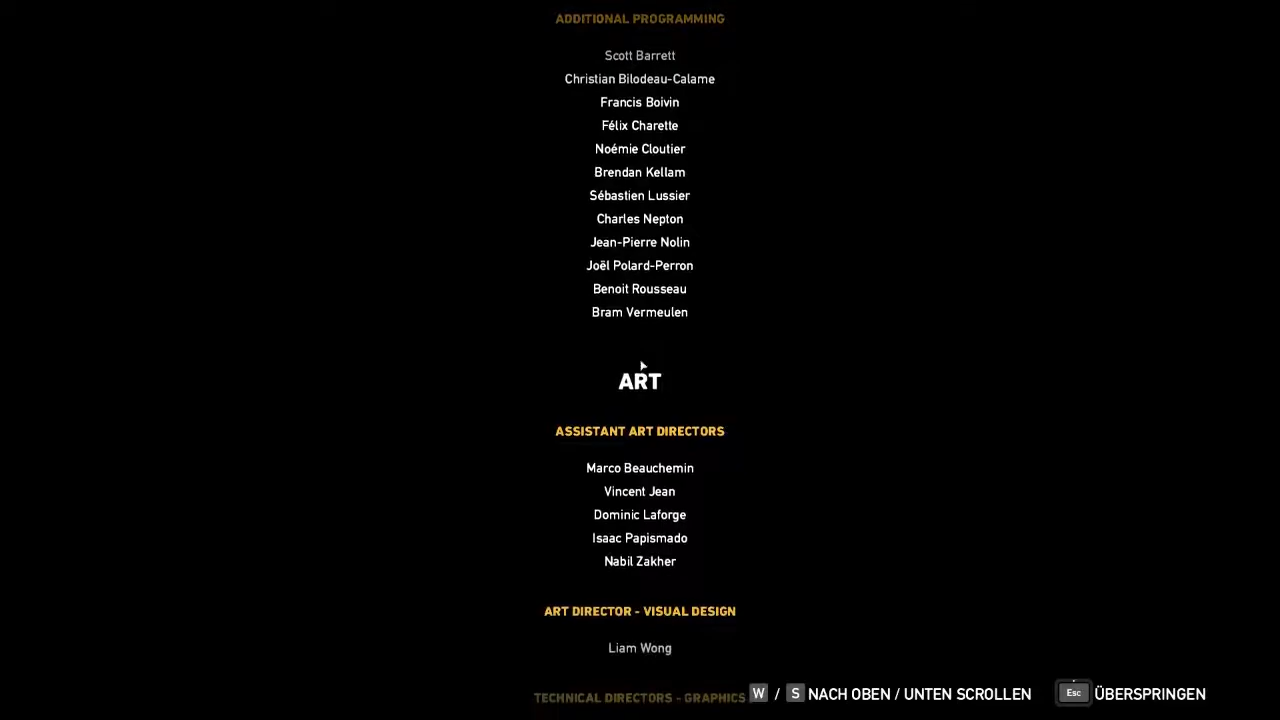 ADDITIONAL PROGRAMMING
Scott Barrett
Christian Bilodeau-Calame
Francis Boivin
Félix Charette
Noémie Cloutier
Brendan Kellam
Sébastien Lussier
Charles Nepton
Jean-Pierre Nolin
Joël Polard-Perron
Benoit Rousseau
Bram Vermeulen
ART
ASSISTANT ART DIRECTORS
Marco Beauchemin
Vincent Jean
Dominic Laforge
Isaac Papismado
Nabil Zakher
ART DIRECTOR - VISUAL DESIGN
Liam Wong
TECHNICAL DIRECTORS - GRAPHICS
W / S NACH OBEN / UNTEN SCROLLEN
Esc ÜBERSPRINGEN